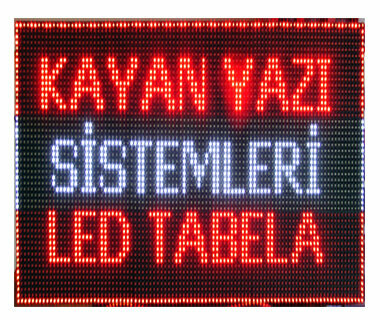 KAYAN YAZI
SİSTEMLERİ
LED TABELA